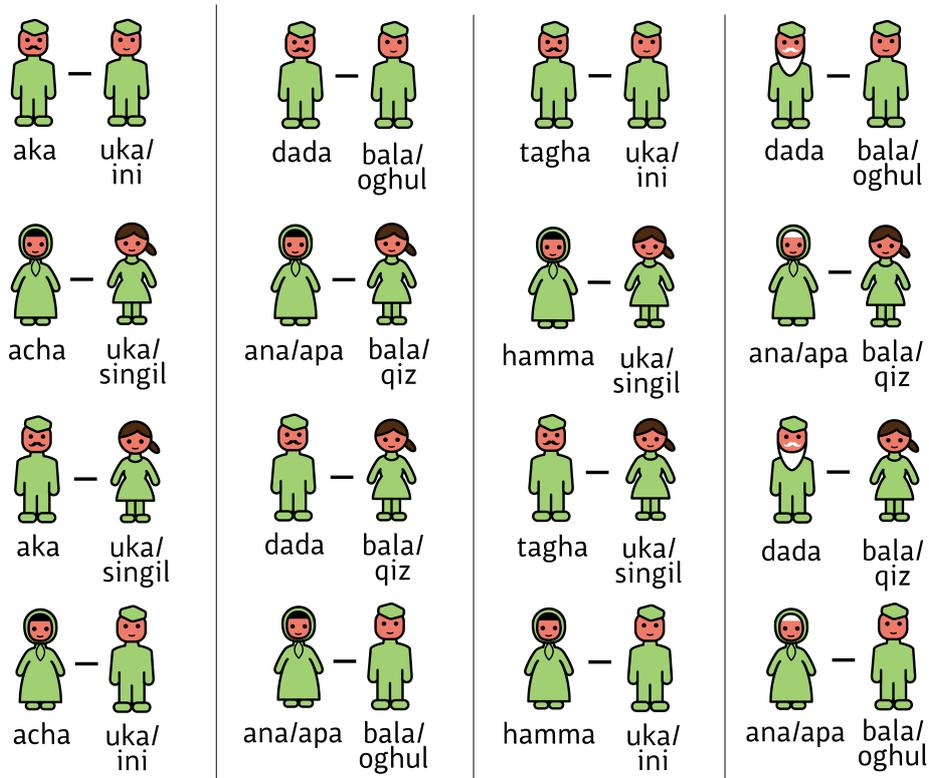 aka
uka/
ini
dada
bala/
oghul
tagha
uka/
ini
dada
bala/
oghul
acha
uka/
singil
ana/apa
bala/
qiz
hamma
uka/
singil
ana/apa
bala/
qiz
aka
uka/
singil
dada
bala/
qiz
tagha
uka/
singil
dada
bala/
qiz
acha
uka/
ini
ana/apa
bala/
oghul
hamma
uka/
ini
ana/apa
bala/
oghul